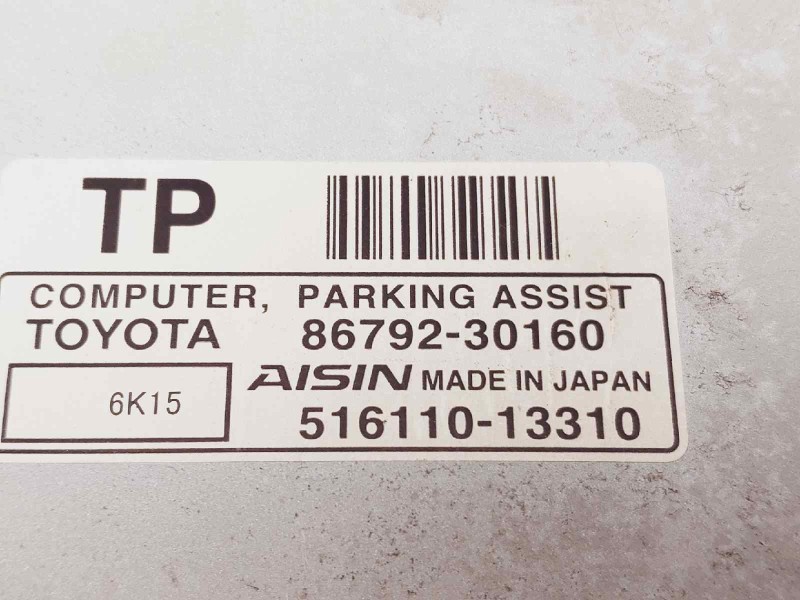 TP
COMPUTER, PARKING ASSIST
TOYOTA 86792-30160
6K15 AISIN MADE IN JAPAN
516110-13310